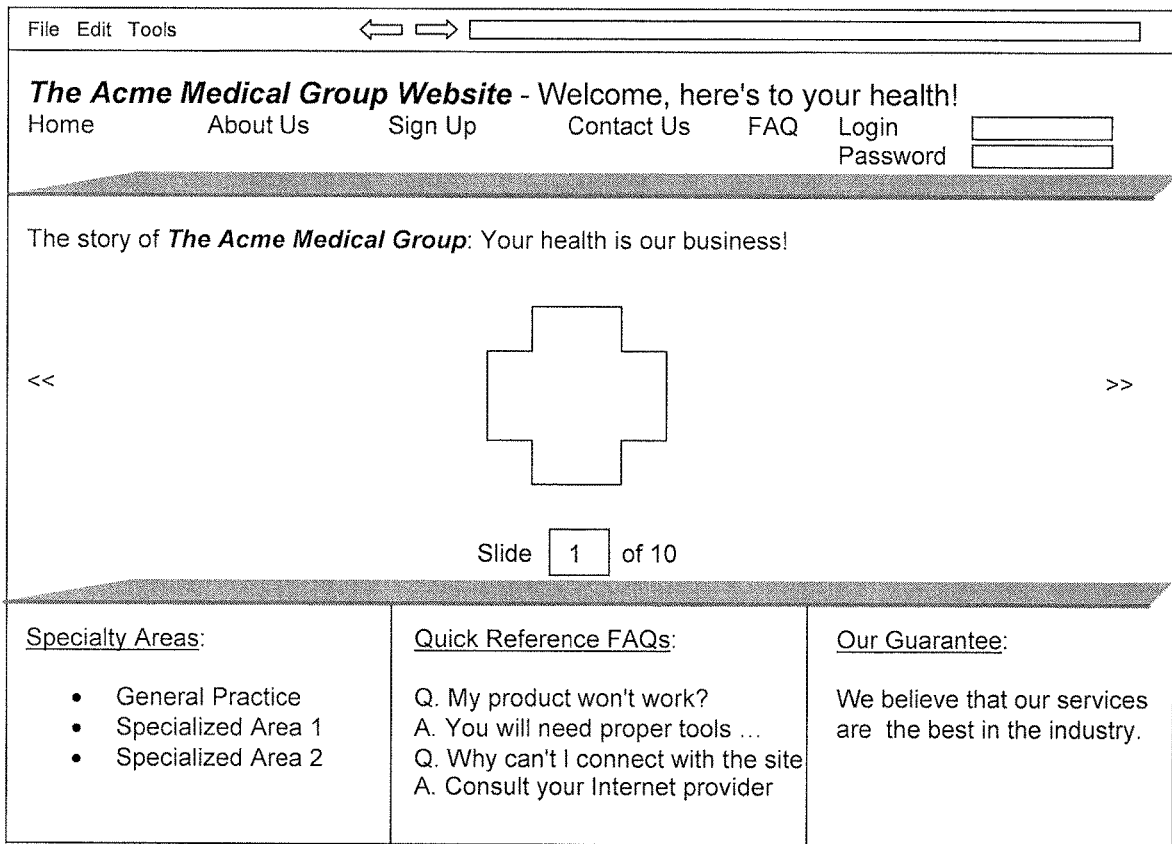 File Edit Tools
The Acme Medical Group Website - Welcome, here's to your health!
Home About Us Sign Up Contact Us FAQ Login
Password
The story of The Acme Medical Group: Your health is our business!
<< >>
Slide 1 of 10
Specialty Areas:
• General Practice
• Specialized Area 1
• Specialized Area 2
Quick Reference FAQs:
Q. My product won't work?
A. You will need proper tools ...
Q. Why can't I connect with the site
A. Consult your Internet provider
Our Guarantee:
We believe that our services
are the best in the industry.